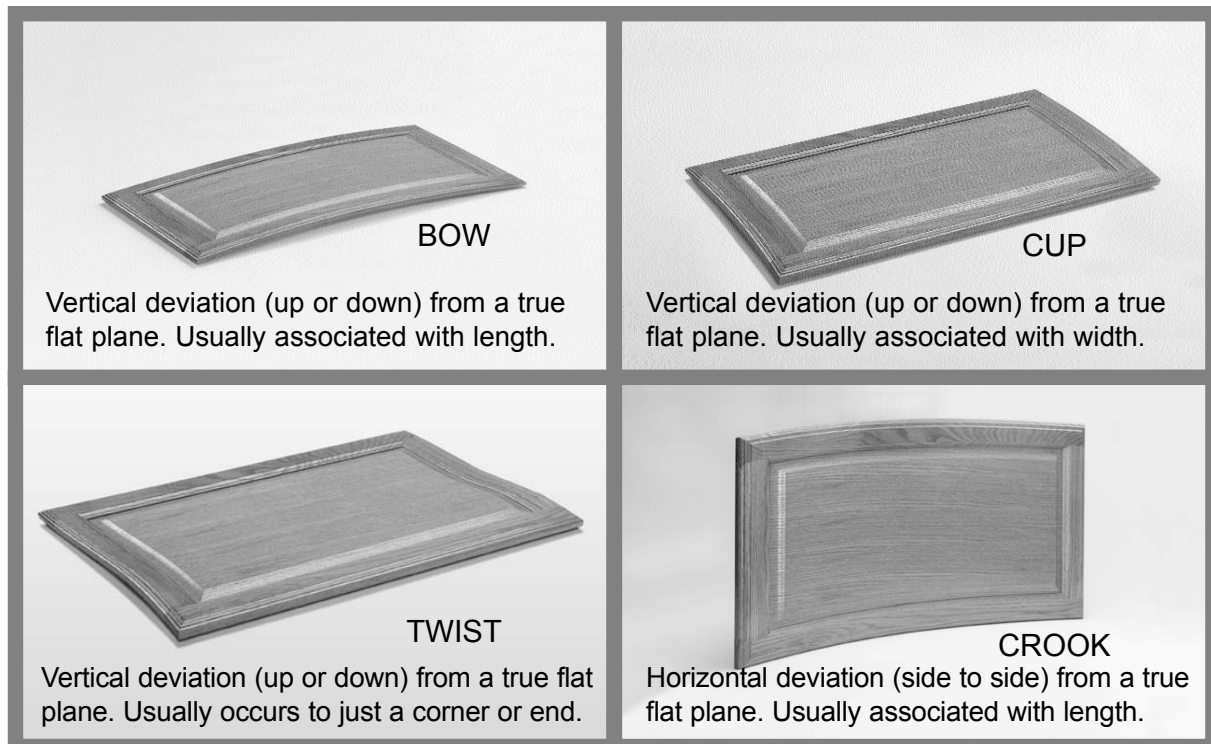 BOW
Vertical deviation (up or down) from a true
flat plane. Usually associated with length.
CUP
Vertical deviation (up or down) from a true
flat plane. Usually associated with width.
TWIST
Vertical deviation (up or down) from a true flat
plane. Usually occurs to just a corner or end.
CROOK
Horizontal deviation (side to side) from a true
flat plane. Usually associated with length.